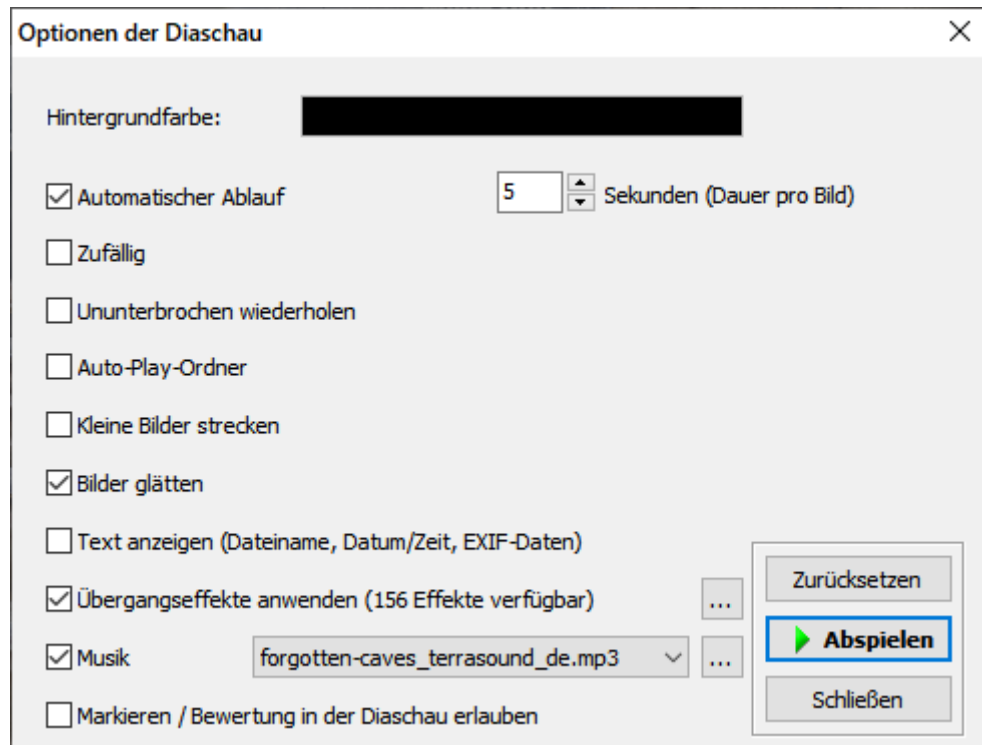 Optionen der Diaschau
Hintergrundfarbe:
Automatischer Ablauf 5 Sekunden (Dauer pro Bild)
Zufällig
Ununterbrochen wiederholen
Auto-Play-Ordner
Kleine Bilder strecken
Bilder glätten
Text anzeigen (Dateiname, Datum/Zeit, EXIF-Daten)
Zurücksetzen
Übergangseffekte anwenden (156 Effekte verfügbar) ...
Abspielen
Musik forgotten-caves_terrasound_de.mp3 ...
Schließen
Markieren / Bewertung in der Diaschau erlauben